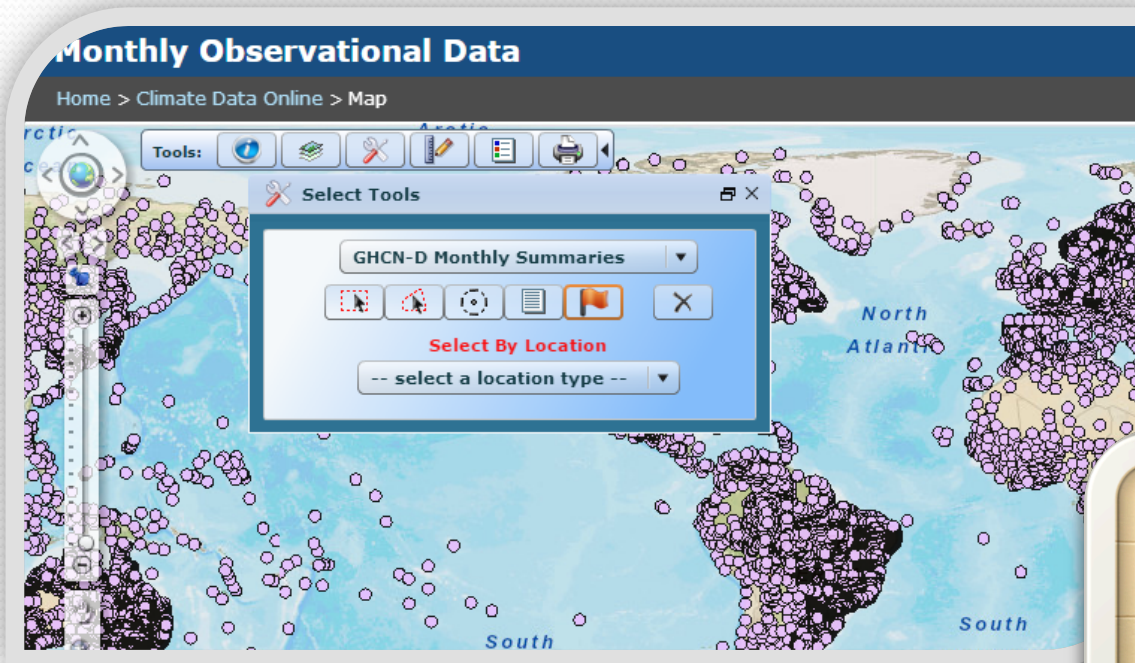 Monthly Observational Data
Home > Climate Data Online > Map
Arctic
Tools:
Select Tools
GHCN-D Monthly Summaries
Select By Location
-- select a location type --
North
Atlantic
South
South